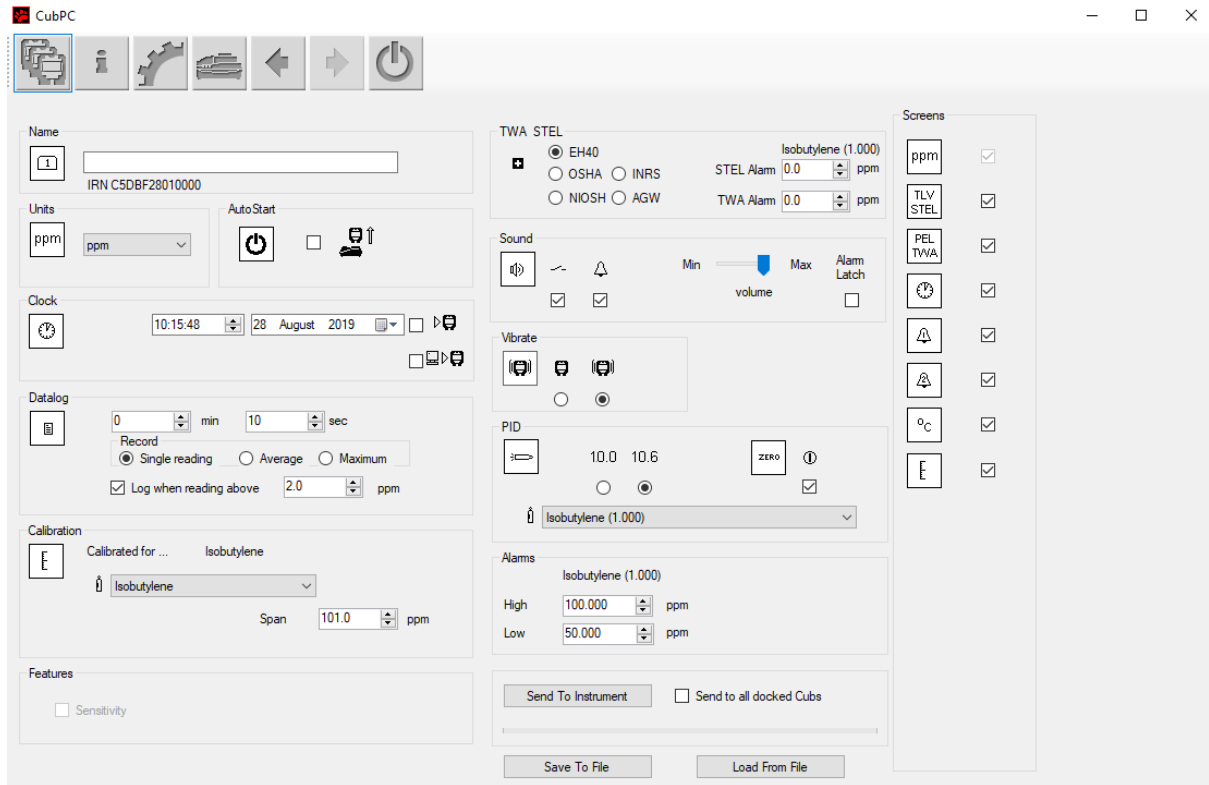 CubPC
Name
1
IRN C5DBF28010000
Units
ppm
ppm
AutoStart
Clock
10:15:48
28 August 2019
Datalog
0 min 10 sec
Record
Single reading Average Maximum
Log when reading above 2.0 ppm
Calibration
Calibrated for ... Isobutylene
Isobutylene
Span 101.0 ppm
Features
Sensitivity
TWA STEL
EH40
OSHA INRS
NIOSH AGW
Isobutylene (1.000)
STEL Alarm 0.0 ppm
TWA Alarm 0.0 ppm
Sound
Min Max
volume
Alarm
Latch
Vibrate
PID
10.0 10.6
ZERO
Isobutylene (1.000)
Alarms
Isobutylene (1.000)
High 100.000 ppm
Low 50.000 ppm
Send To Instrument
Send to all docked Cubs
Save To File
Load From File
Screens
ppm
TLV
STEL
PEL
TWA
1
2
°C